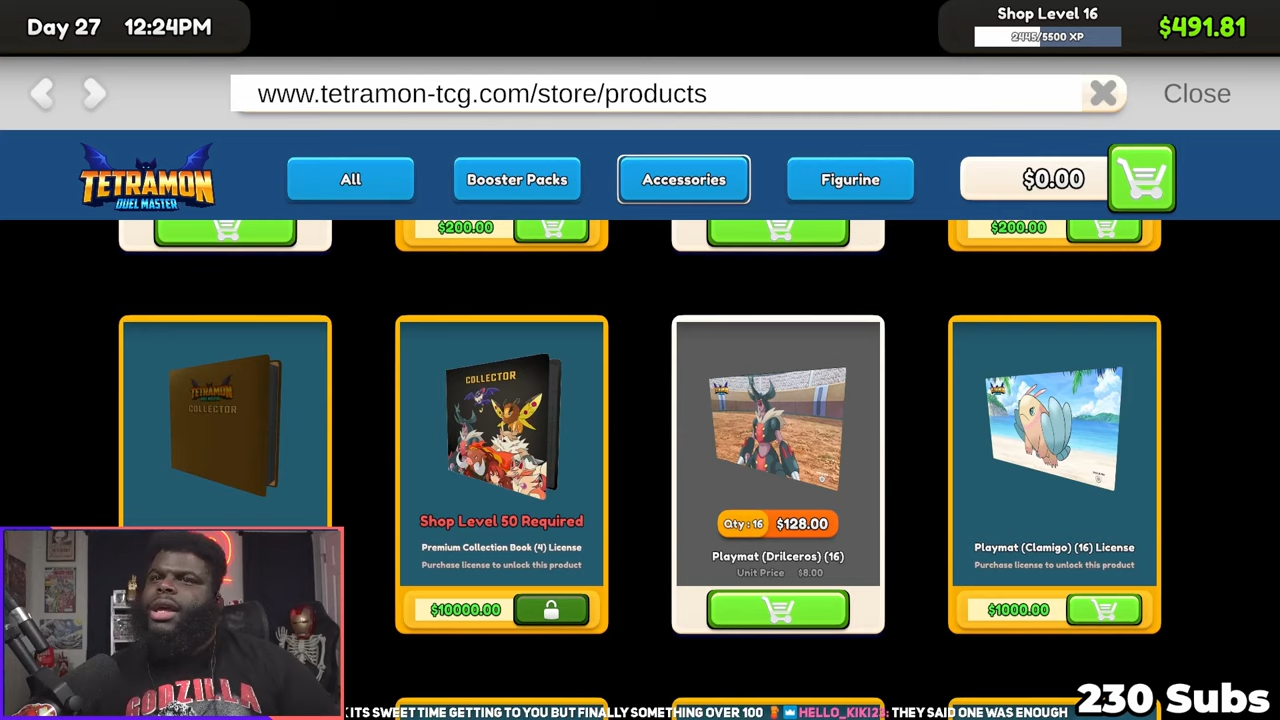 Day 27 12:24PM
Shop Level 16
2445/5500 XP
$491.81
www.tetramon-tcg.com/store/products
Close
TETRAMON
DUEL MASTER
All
Booster Packs
Accessories
Figurine
$0.00
$200.00
$200.00
TETRAMON
COLLECTOR
COLLECTOR
Shop Level 50 Required
Premium Collection Book (4) License
Purchase license to unlock this product
$10000.00
Qty : 16 $128.00
Playmat (Drilceros) (16)
Unit Price $8.00
Playmat (Clamigo) (16) License
Purchase license to unlock this product
$1000.00
GODZILLA
230 Subs
ITS SWEET TIME GETTING TO YOU BUT FINALLY SOMETHING OVER 100 HELLO_KIKI28: THEY SAID ONE WAS ENOUGH